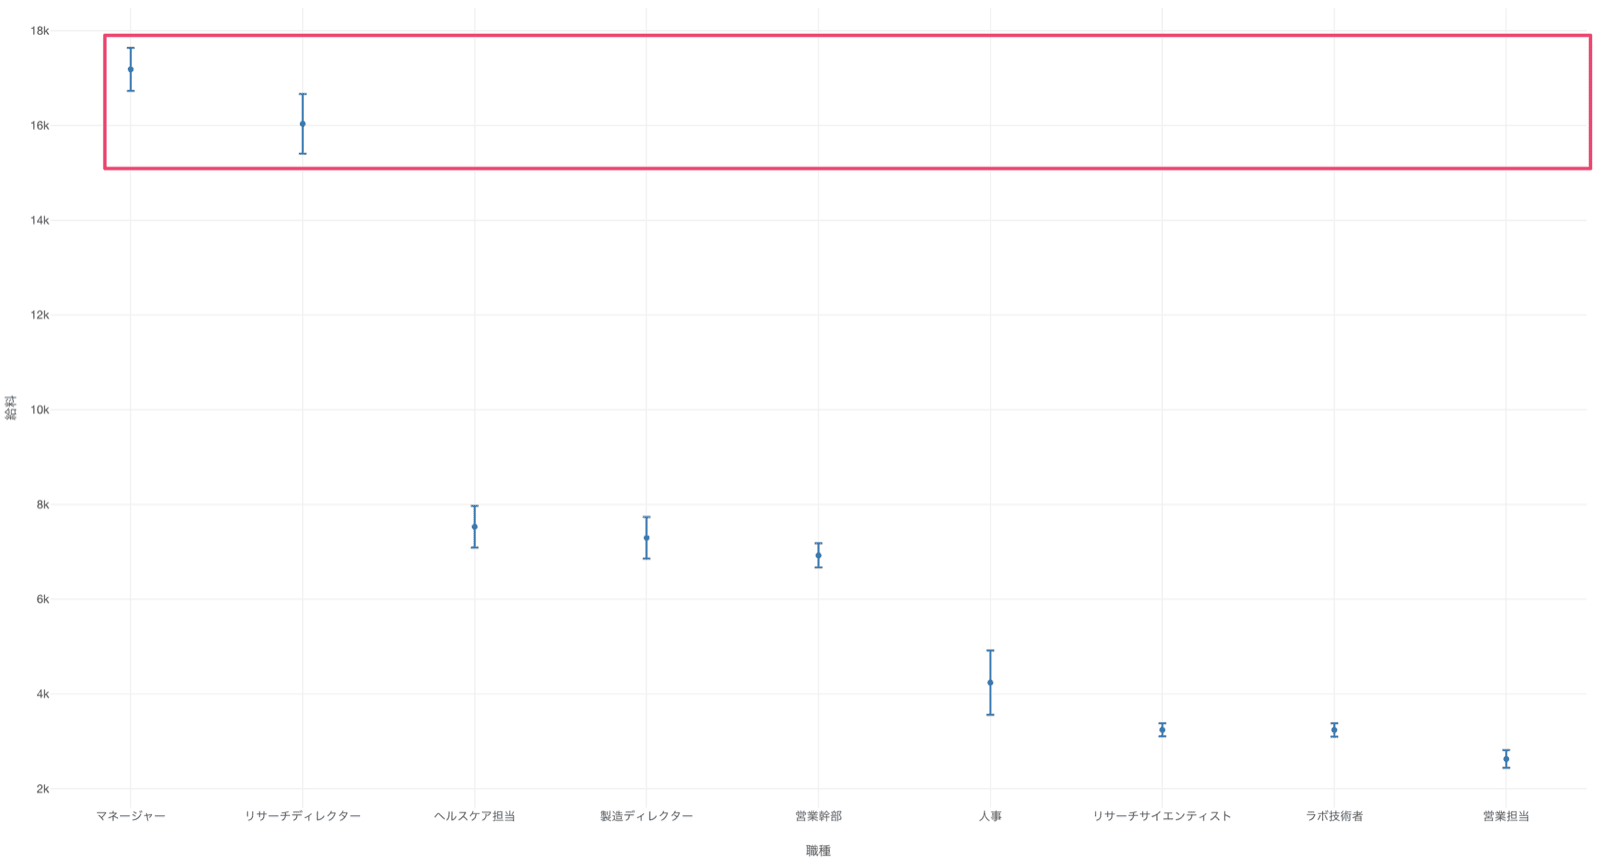 18k
16k
14k
12k
10k
8k
6k
4k
2k
給料
マネージャー リサーチディレクター ヘルスケア担当 製造ディレクター 営業幹部 人事 リサーチサイエンティスト ラボ技術者 営業担当
職種